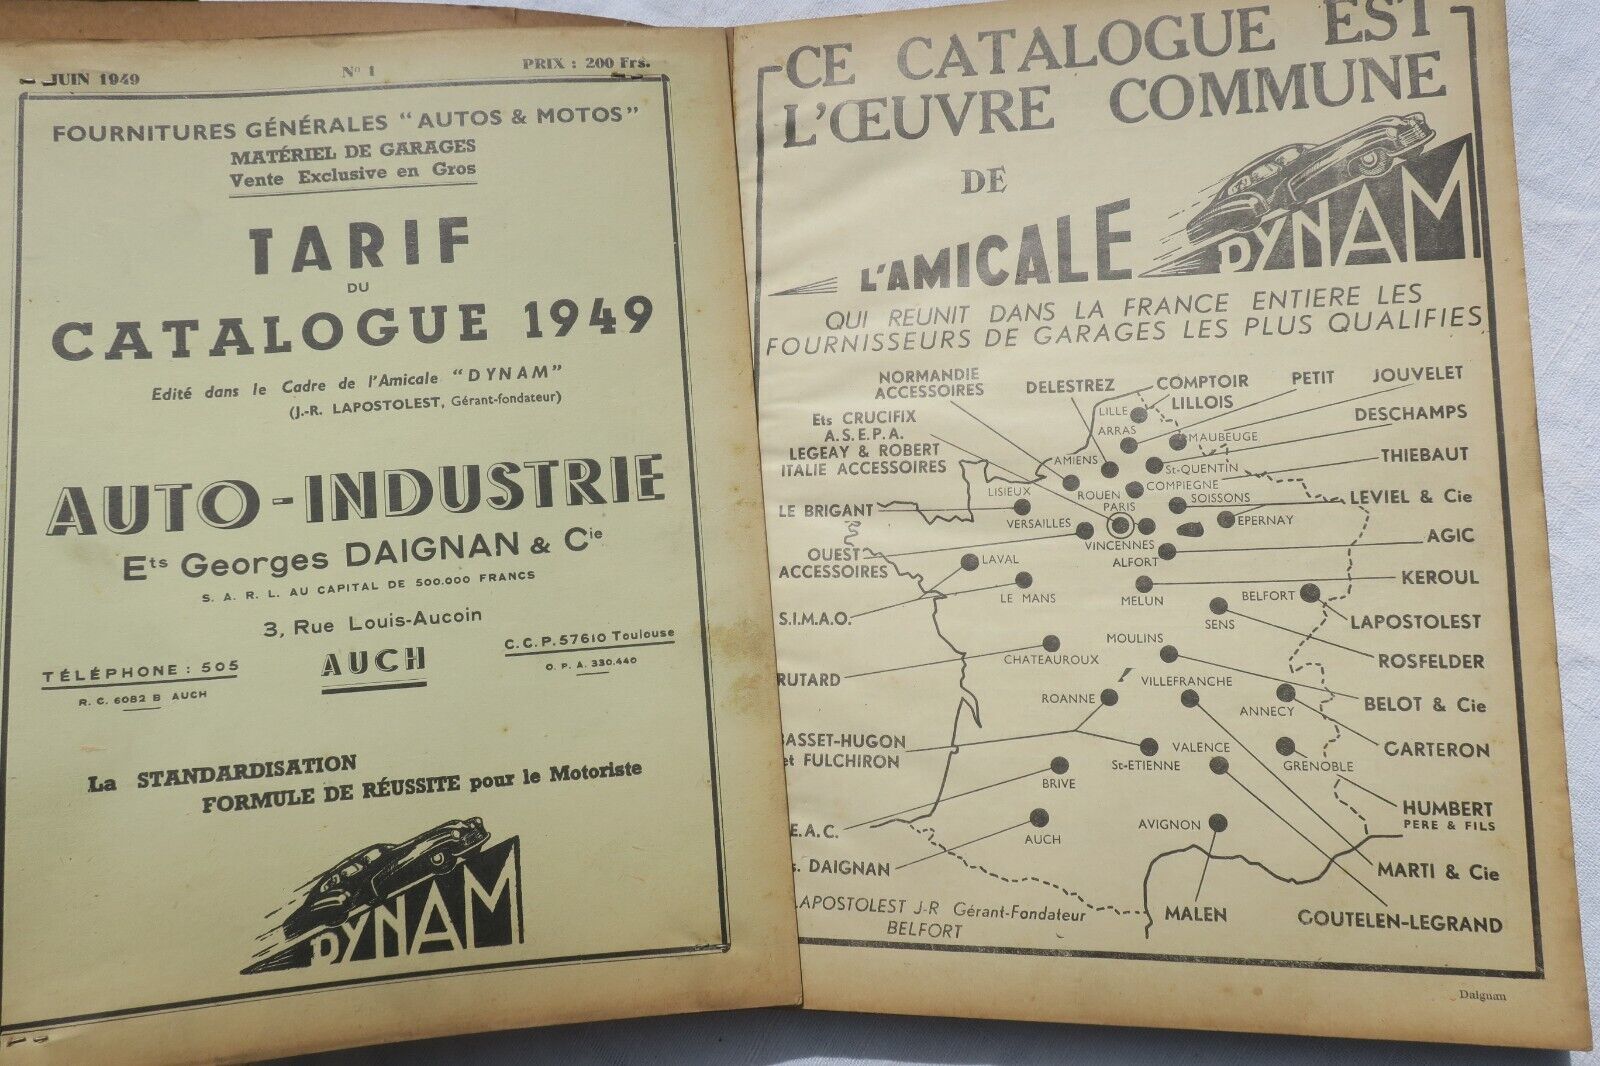 JUIN 1949
N° 1
PRIX : 200 Frs.
FOURNITURES GÉNÉRALES "AUTOS & MOTOS"
MATÉRIEL DE GARAGES
Vente Exclusive en Gros
TARIF
DU
CATALOGUE 1949
Edité dans le Cadre de l'Amicale "DYNAM"
(J.-R. LAPOSTOLEST, Gérant-fondateur)
AUTO-INDUSTRIE
Ets Georges DAIGNAN & Cie
S. A. R. L. AU CAPITAL DE 500.000 FRANCS
3, Rue Louis-Aucoin
TÉLÉPHONE : 505
R. C. 6082 B AUCH
AUCH
C. C. P. 57610 Toulouse
O. P. A. 330.440
La STANDARDISATION
FORMULE DE RÉUSSITE pour le Motoriste
DYNAM
CE CATALOGUE EST
L'ŒUVRE COMMUNE
DE
L'AMICALE DYNAM
QUI REUNIT DANS LA FRANCE ENTIERE LES
FOURNISSEURS DE GARAGES LES PLUS QUALIFIES
NORMANDIE
ACCESSOIRES
DELESTREZ
COMPTOIR
LILLOIS
PETIT
JOUVELET
Ets CRUCIFIX
A.S.E.P.A.
LEGEAY & ROBERT
ITALIE ACCESSOIRES
LILLE
ARRAS
MAUBEUGE
DESCHAMPS
AMIENS
St-QUENTIN
THIEBAUT
LISIEUX
ROUEN
COMPIEGNE
SOISSONS
LEVIEL & Cie
LE BRIGANT
VERSAILLES
PARIS
EPERNAY
VINCENNES
AGIC
OUEST
ACCESSOIRES
LAVAL
ALFORT
LE MANS
MELUN
BELFORT
KEROUL
S.I.M.A.O.
SENS
LAPOSTOLEST
CHATEAUROUX
MOULINS
ROSFELDER
RUTARD
ROANNE
VILLEFRANCHE
ANNECY
BELOT & Cie
BASSET-HUGON
et FULCHIRON
St-ETIENNE
VALENCE
GRENOBLE
CARTERON
BRIVE
HUMBERT
PERE & FILS
E.A.C.
AUCH
AVIGNON
DAIGNAN
MARTI & Cie
LAPOSTOLEST J-R Gérant-Fondateur
BELFORT
MALEN
COUTELEN-LEGRAND
Daignan